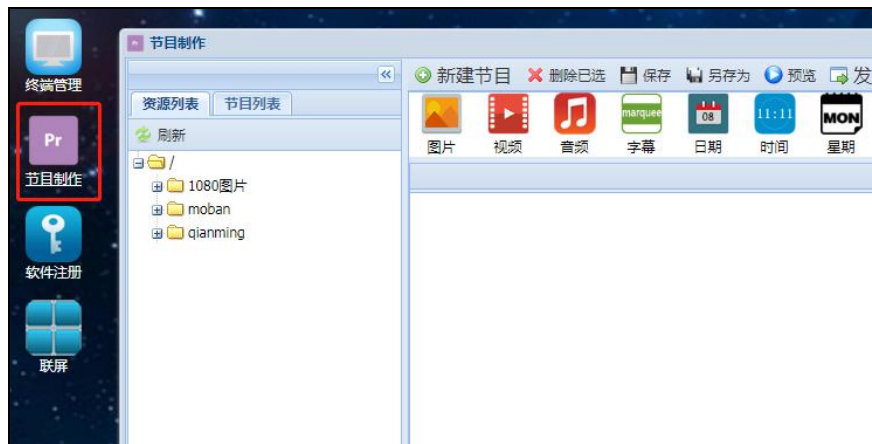 终端管理
Pr
节目制作
软件注册
联屏
节目制作
资源列表 节目列表
刷新
/
1080图片
moban
qianming
新建节目 删除已选 保存 另存为 预览 发
marquee 08 11:11 MON
图片 视频 音频 字幕 日期 时间 星期